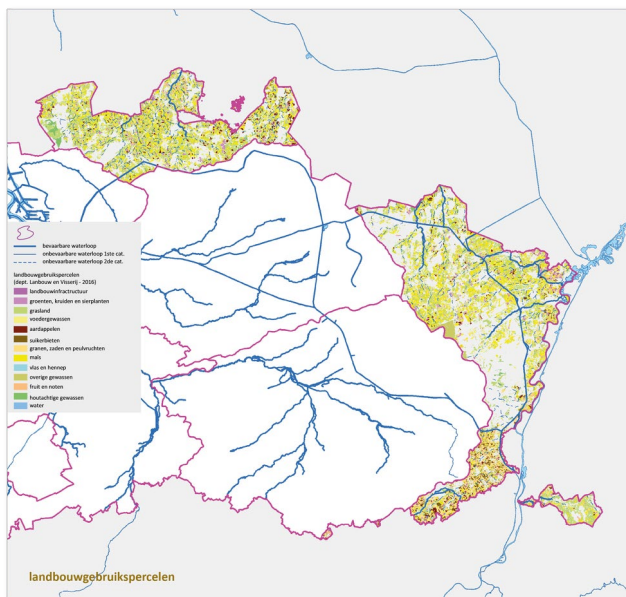 bevaarbare waterloop
onbevaarbare waterloop 1ste cat.
onbevaarbare waterloop 2de cat.
landbouwgebruikspercelen
(dept. Lanbouw en Visserij - 2016)
landbouwinfractructuur
groenten, kruiden en sierplanten
grasland
voedergewassen
aardappelen
suikerbieten
granen, zaden en peulvruchten
maïs
vlas en hennep
overige gewassen
fruit en noten
houtachtige gewassen
water
landbouwgebruikspercelen